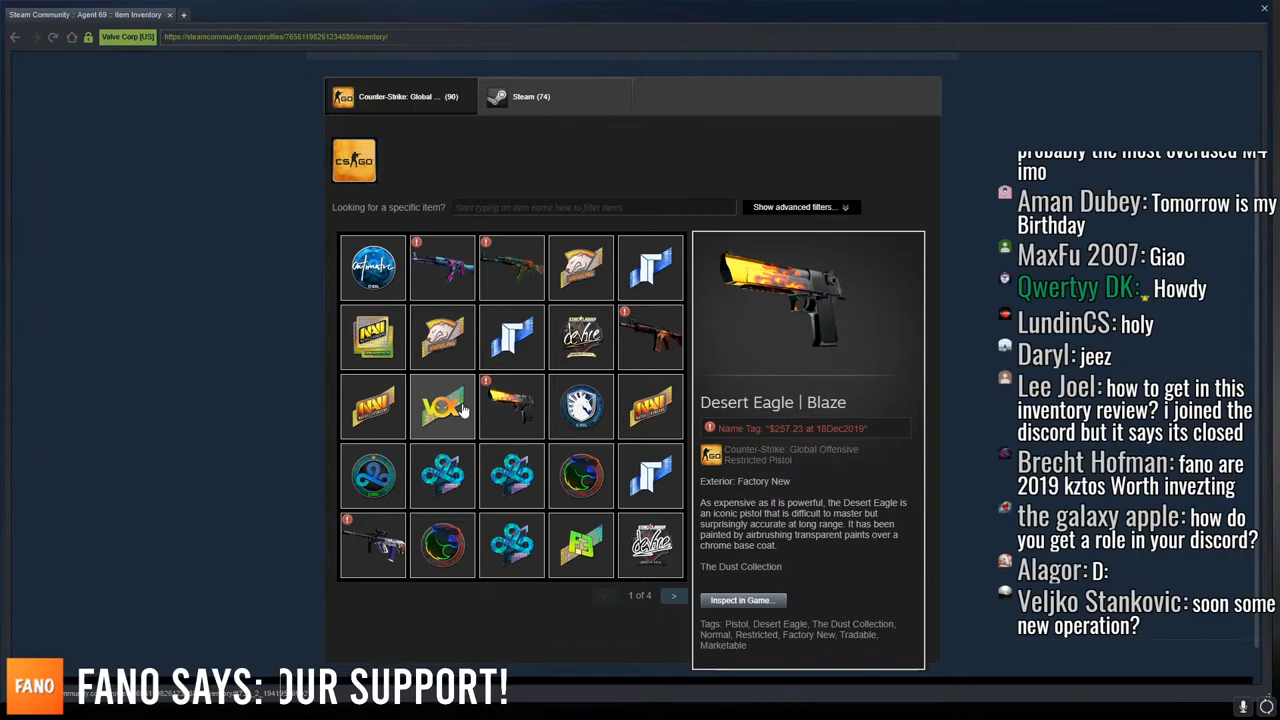 Steam Community :: Agent 69 :: Item Inventory
Valve Corp [US]
https://steamcommunity.com/profiles/76561198261234886/inventory/
Counter-Strike: Global ... (90)
Steam (74)
CS GO
Looking for a specific item?
Start typing an item name here to filter items
Show advanced filters...
Desert Eagle | Blaze
Name Tag: "$257.23 at 18Dec2019"
Counter-Strike: Global Offensive
Restricted Pistol
Exterior: Factory New
As expensive as it is powerful, the Desert Eagle is
an iconic pistol that is difficult to master but
surprisingly accurate at long range. It has been
painted by airbrushing transparent paints over a
chrome base coat.
The Dust Collection
Inspect in Game...
Tags: Pistol, Desert Eagle, The Dust Collection,
Normal, Restricted, Factory New, Tradable,
Marketable
1 of 4
>
probably the most overused M4
imo
Aman Dubey: Tomorrow is my
Birthday
MaxFu 2007: Giao
Qwertyy DK: Howdy
LundinCS: holy
Daryl: jeez
Lee Joel: how to get in this
inventory review? i joined the
discord but it says its closed
Brecht Hofman: fano are
2019 kztos Worth invezting
the galaxy apple: how do
you get a role in your discord?
Alagor: D:
Veljko Stankovic: soon some
new operation?
FANO
FANO SAYS: OUR SUPPORT!